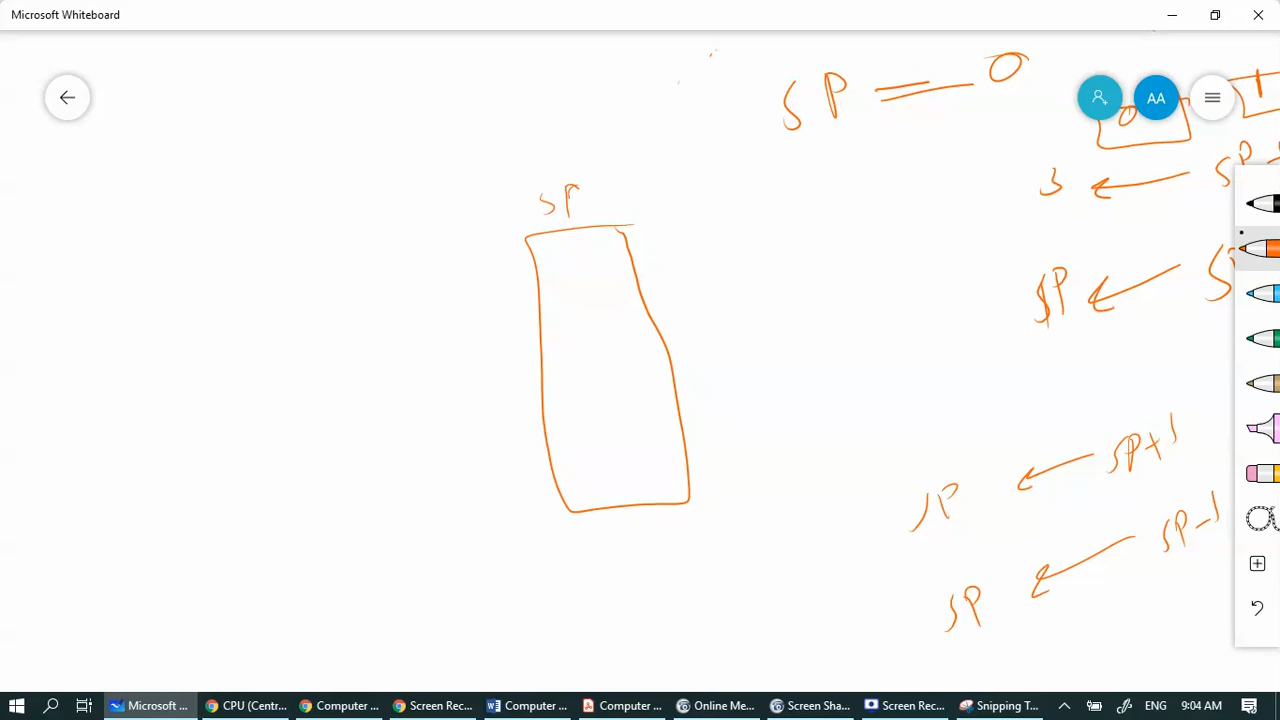 Microsoft Whiteboard
SP = 0
AA
0
3 ← SP
SP
SP ←
SP ← SP+1
SP ← SP-1
Microsoft ...
CPU (Centr...
Computer ...
Screen Rec...
Computer ...
Computer ...
Online Me...
Screen Sha...
Screen Rec...
Snipping T...
ENG
9:04 AM